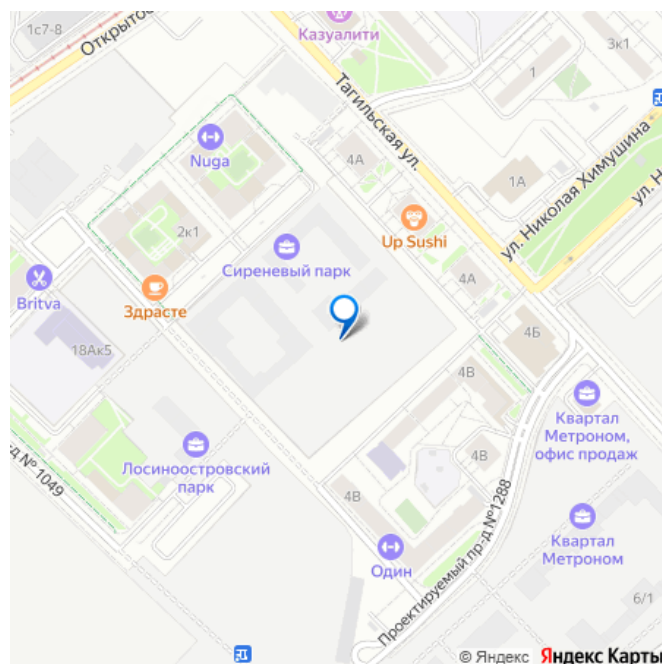 1с7-8
Открытое
Казуалити
3к1
1
Тагильская ул.
Nuga
4А
1А
ул. Николая Химушина
ул. Н
2к1
Up Sushi
Сиреневый парк
4А
Britva
Здрасте
4Б
18Ак5
4В
Квартал
Метроном,
офис продаж
Лосиноостровский
парк
4В
д № 1049
4В
Квартал
Метроном
Один
Проектируемый пр-д №1288
6/1
© Яндекс Яндекс Карты